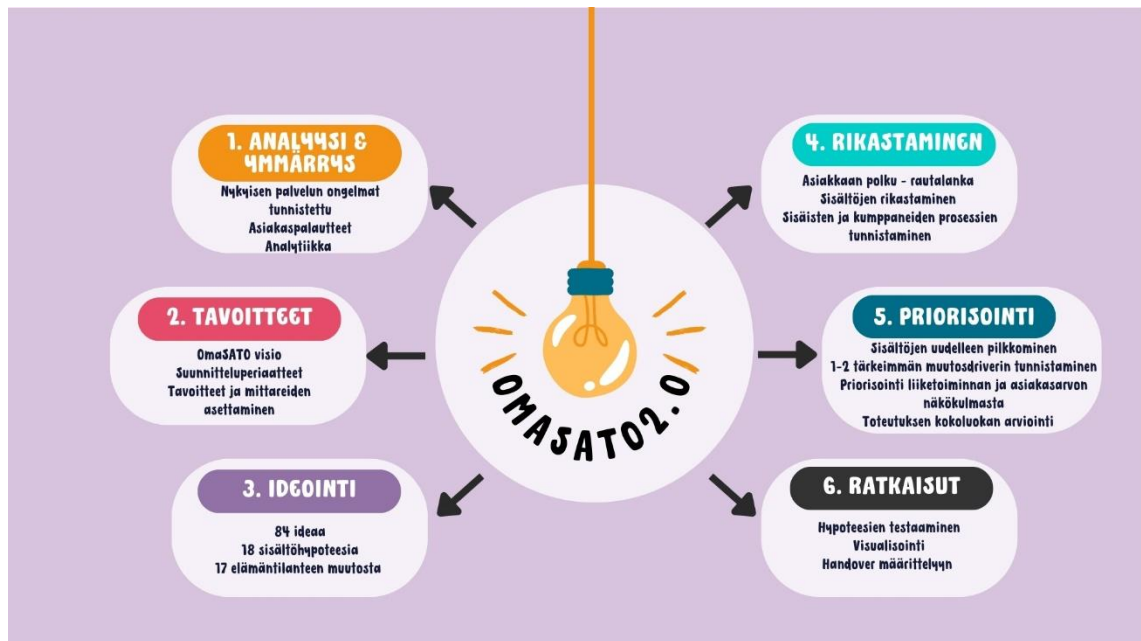 1. ANALYYSI &
YMMÄRRYS
Nykyisen palvelun ongelmat
tunnistettu
Asiakaspalautteet
Analytiikka
2. TAVOITTEET
OmaSATO visio
Suunnitteluperiaatteet
Tavoitteet ja mittareiden
asettaminen
3. IDEOINTI
84 ideaa
18 sisältöhypoteesia
17 elämäntilanteen muutosta
OMASATO2.0
4. RIKASTAMINEN
Asiakkaan polku - rautalanka
Sisältöjen rikastaminen
Sisäisten ja kumppaneiden prosessien
tunnistaminen
5. PRIORISOINTI
Sisältöjen uudelleen pilkkominen
1-2 tärkeimmän muutosdriverin tunnistaminen
Priorisointi liiketoiminnan ja asiakasarvon
näkökulmasta
Toteutuksen kokoluokan arviointi
6. RATKAISUT
Hypoteesien testaaminen
Visualisointi
Handover määrittelyyn